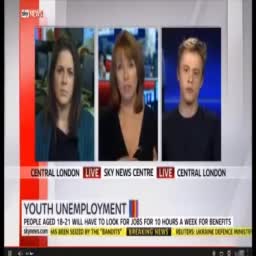 sky NEWS
CENTRAL LONDON LIVE SKY NEWS CENTRE LIVE CENTRAL LONDON
YOUTH UNEMPLOYMENT
PEOPLE AGED 18-21 WILL HAVE TO LOOK FOR JOBS FOR 10 HOURS A WEEK FOR BENEFITS
skynews.com HAS BEEN SEIZED BY THE "BANDITS" BREAKING NEWS REUTERS: UKRAINE DEFENCE MINISTRY